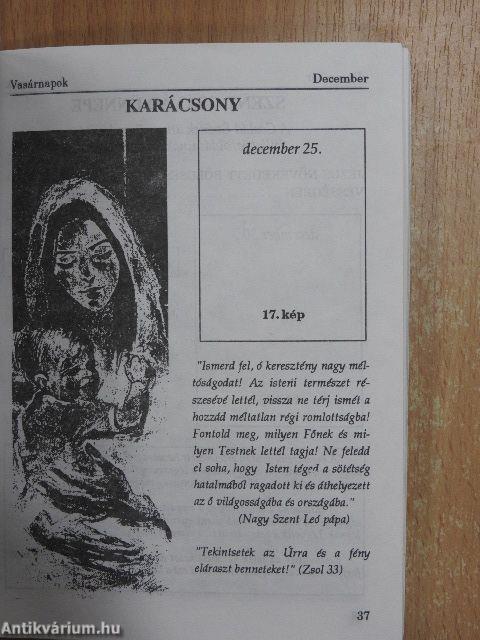 Vasárnapok
December
KARÁCSONY
december 25.
17. kép
"Ismerd fel, ó keresztény nagy mél-
tóságodat! Az isteni természet ré-
szesévé lettél, vissza ne térj ismét a
hozzád méltatlan régi romlottságba!
Fontold meg, milyen Főnek és mi-
lyen Testnek lettél tagja! Ne feledd
el soha, hogy Isten téged a sötétség
hatalmából ragadott ki és áthelyezett
az ő világosságába és országába."
(Nagy Szent Leó pápa)
"Tekintsetek az Úrra és a fény
eláraszt benneteket!" (Zsol 33)
37
Antikvárium.hu